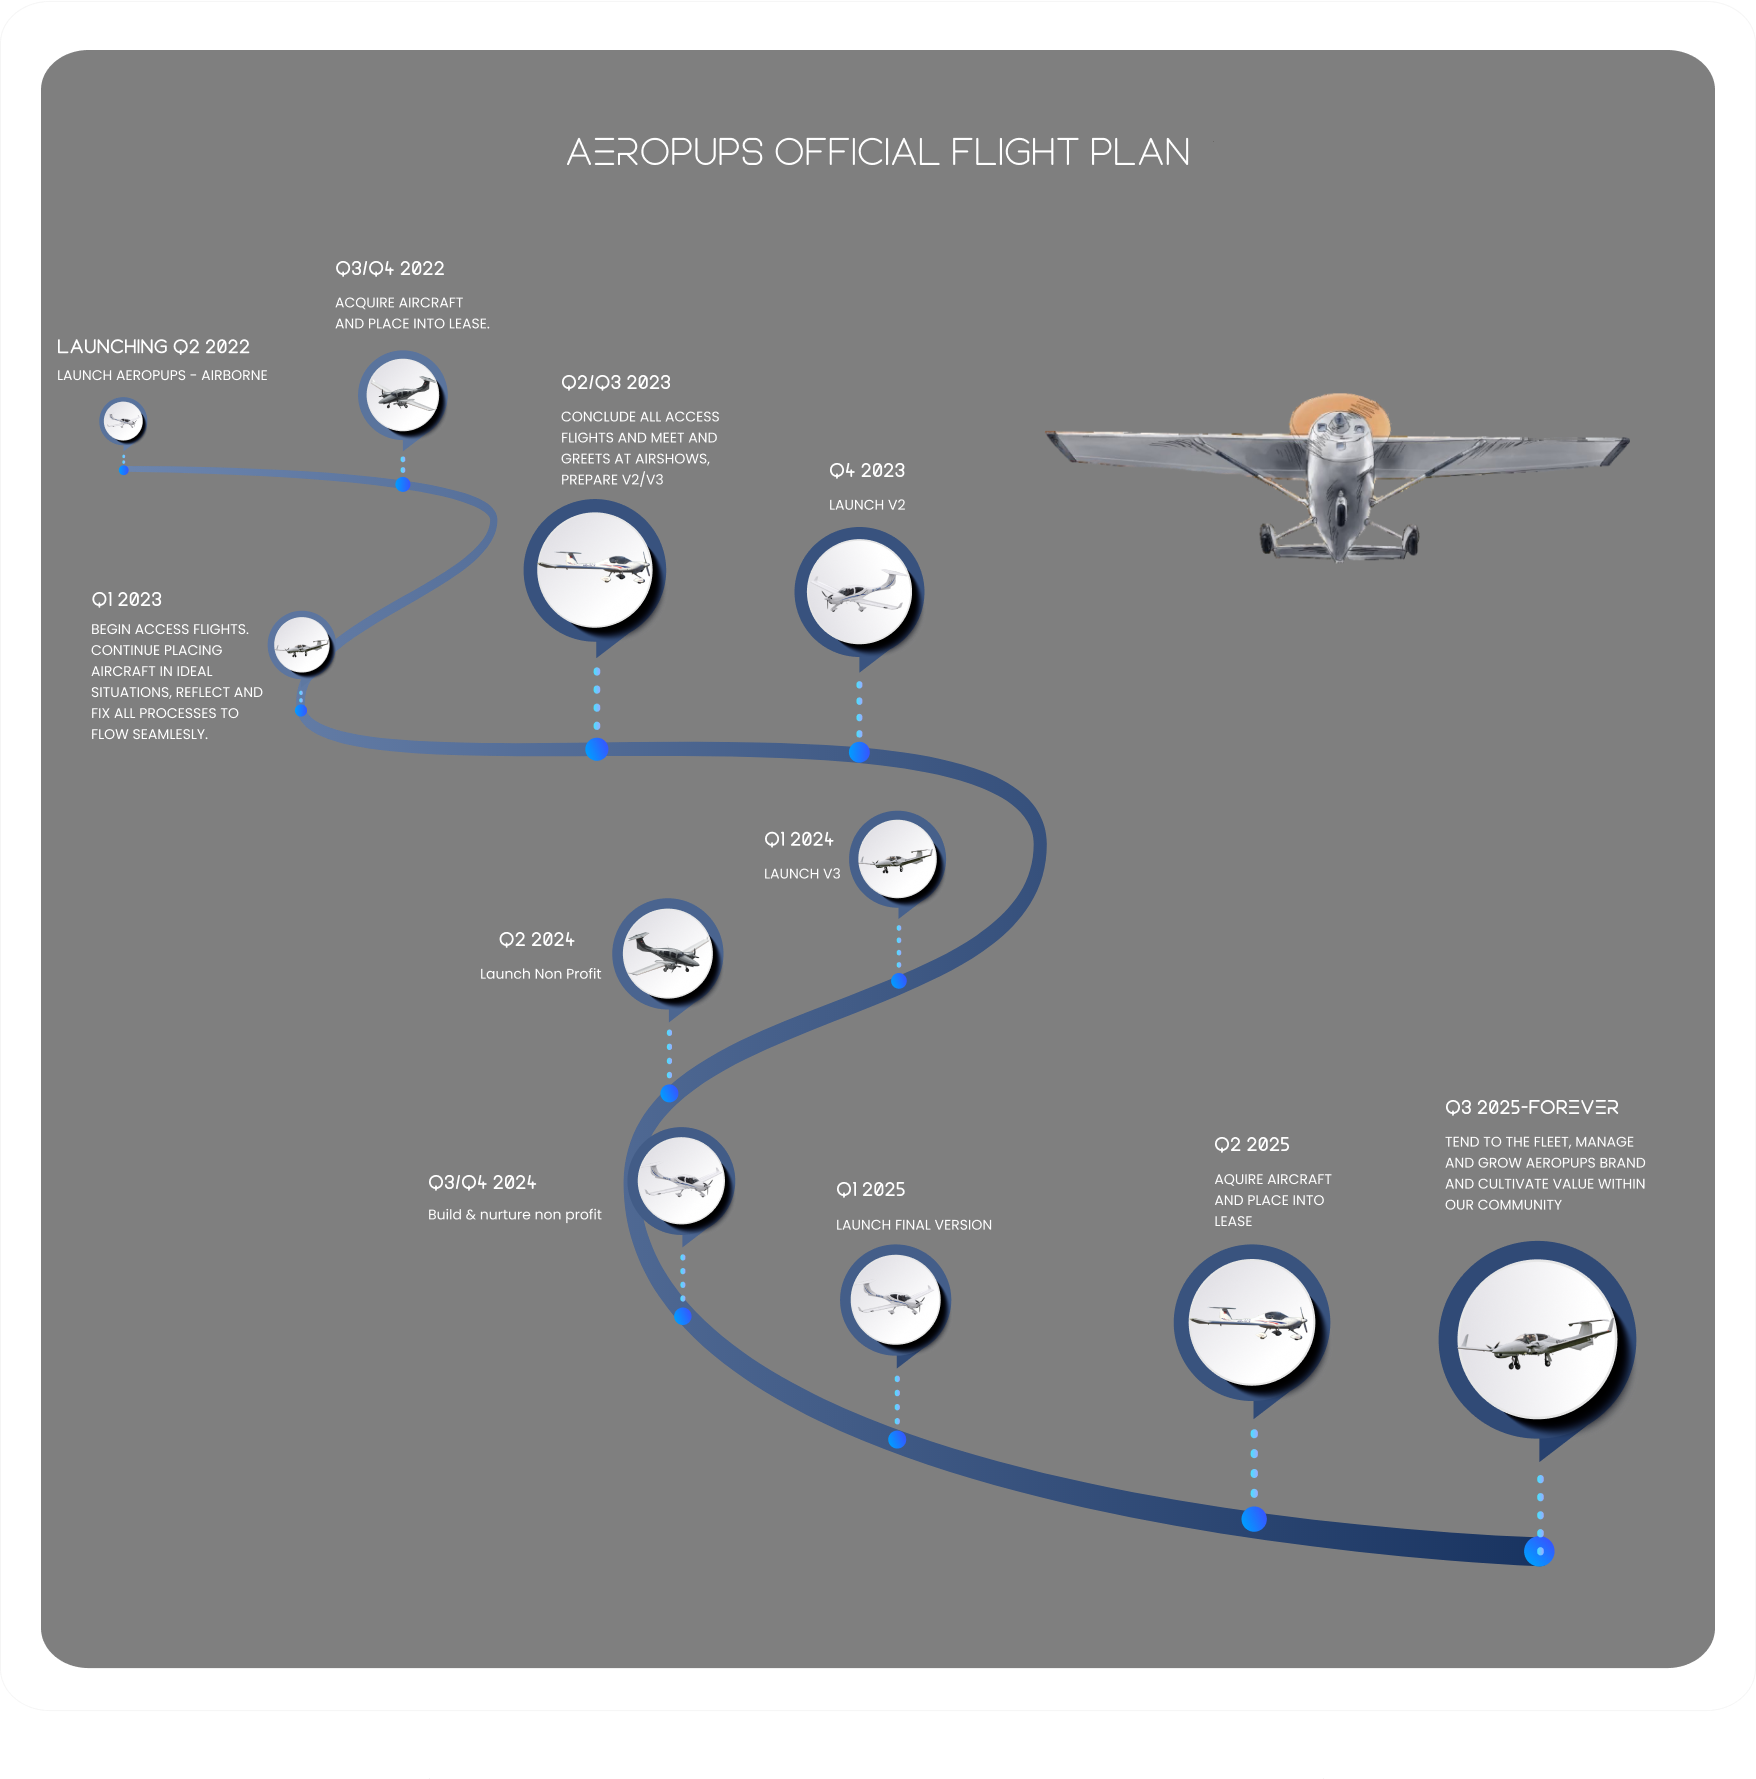 AEROPUPS OFFICIAL FLIGHT PLAN
LAUNCHING Q2 2022
LAUNCH AEROPUPS - AIRBORNE
Q3/Q4 2022
ACQUIRE AIRCRAFT
AND PLACE INTO LEASE.
Q1 2023
BEGIN ACCESS FLIGHTS.
CONTINUE PLACING
AIRCRAFT IN IDEAL
SITUATIONS, REFLECT AND
FIX ALL PROCESSES TO
FLOW SEAMLESLY.
Q2/Q3 2023
CONCLUDE ALL ACCESS
FLIGHTS AND MEET AND
GREETS AT AIRSHOWS,
PREPARE V2/V3
Q4 2023
LAUNCH V2
Q1 2024
LAUNCH V3
Q2 2024
Launch Non Profit
Q3/Q4 2024
Build & nurture non profit
Q1 2025
LAUNCH FINAL VERSION
Q2 2025
AQUIRE AIRCRAFT
AND PLACE INTO
LEASE
Q3 2025-FOREVER
TEND TO THE FLEET, MANAGE
AND GROW AEROPUPS BRAND
AND CULTIVATE VALUE WITHIN
OUR COMMUNITY